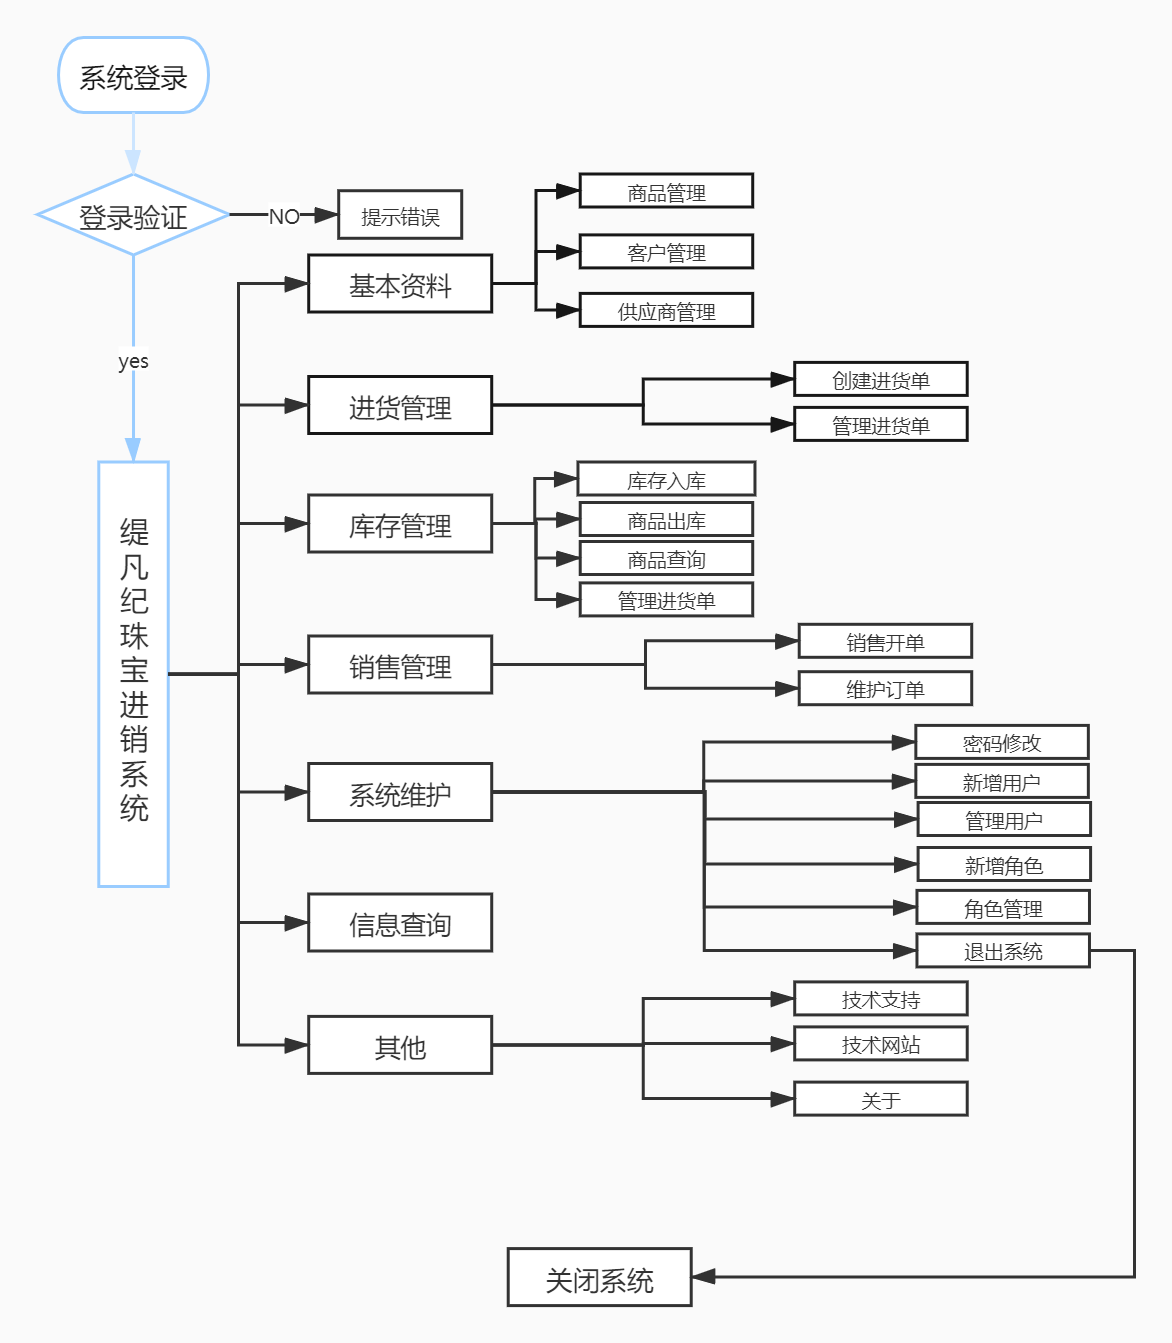 系统登录
登录验证
NO
提示错误
yes
缇凡纪珠宝进销系统
基本资料
商品管理
客户管理
供应商管理
进货管理
创建进货单
管理进货单
库存管理
库存入库
商品出库
商品查询
管理进货单
销售管理
销售开单
维护订单
系统维护
密码修改
新增用户
管理用户
新增角色
角色管理
退出系统
信息查询
其他
技术支持
技术网站
关于
关闭系统